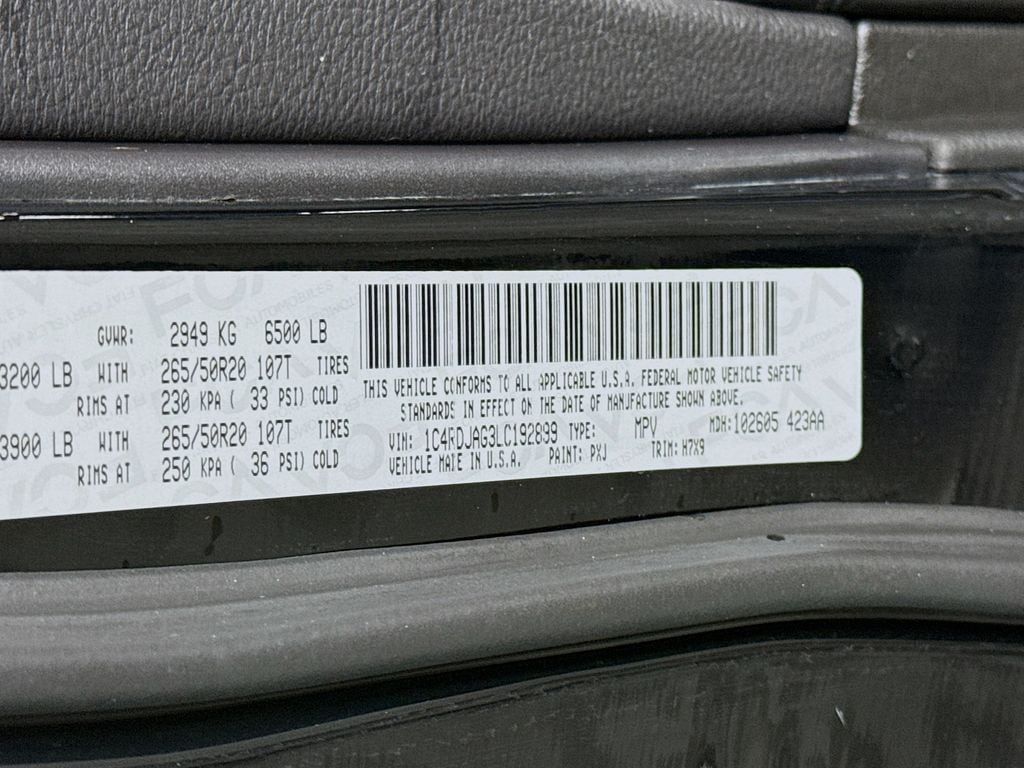 GVWR: 2949 KG 6500 LB
3200 LB WITH 265/50R20 107T TIRES
RIMS AT 230 KPA ( 33 PSI) COLD
3900 LB WITH 265/50R20 107T TIRES
RIMS AT 250 KPA ( 36 PSI) COLD
THIS VEHICLE CONFORMS TO ALL APPLICABLE U.S.A. FEDERAL MOTOR VEHICLE SAFETY
STANDARDS IN EFFECT ON THE DATE OF MANUFACTURE SHOWN ABOVE.
VIN: 1C4RDJAG3LC192899 TYPE: MPV MDH:102605 423AA
VEHICLE MADE IN U.S.A. PAINT: PXJ TRIM: H7X9